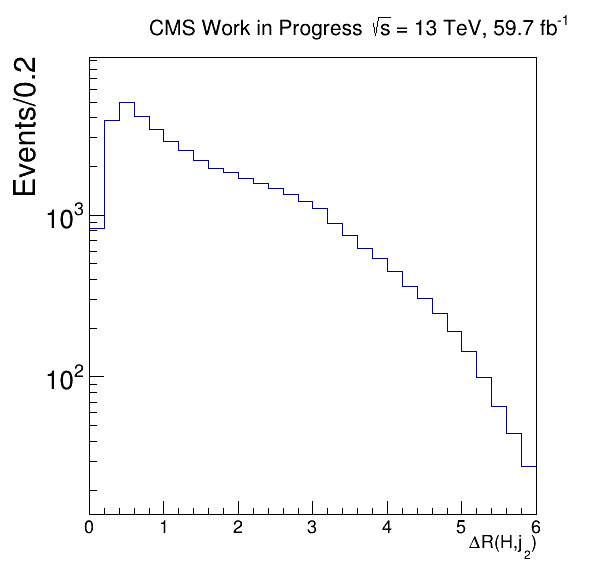 CMS Work in Progress √s = 13 TeV, 59.7 fb⁻¹
Events/0.2
10³
10²
0 1 2 3 4 5 6
ΔR(H,j₂)